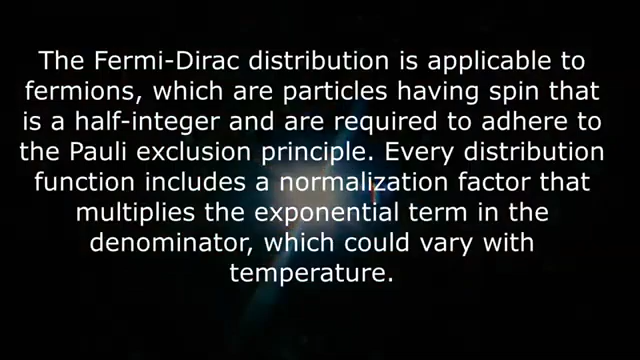 The Fermi-Dirac distribution is applicable to
fermions, which are particles having spin that
is a half-integer and are required to adhere to
the Pauli exclusion principle. Every distribution
function includes a normalization factor that
multiplies the exponential term in the
denominator, which could vary with
temperature.